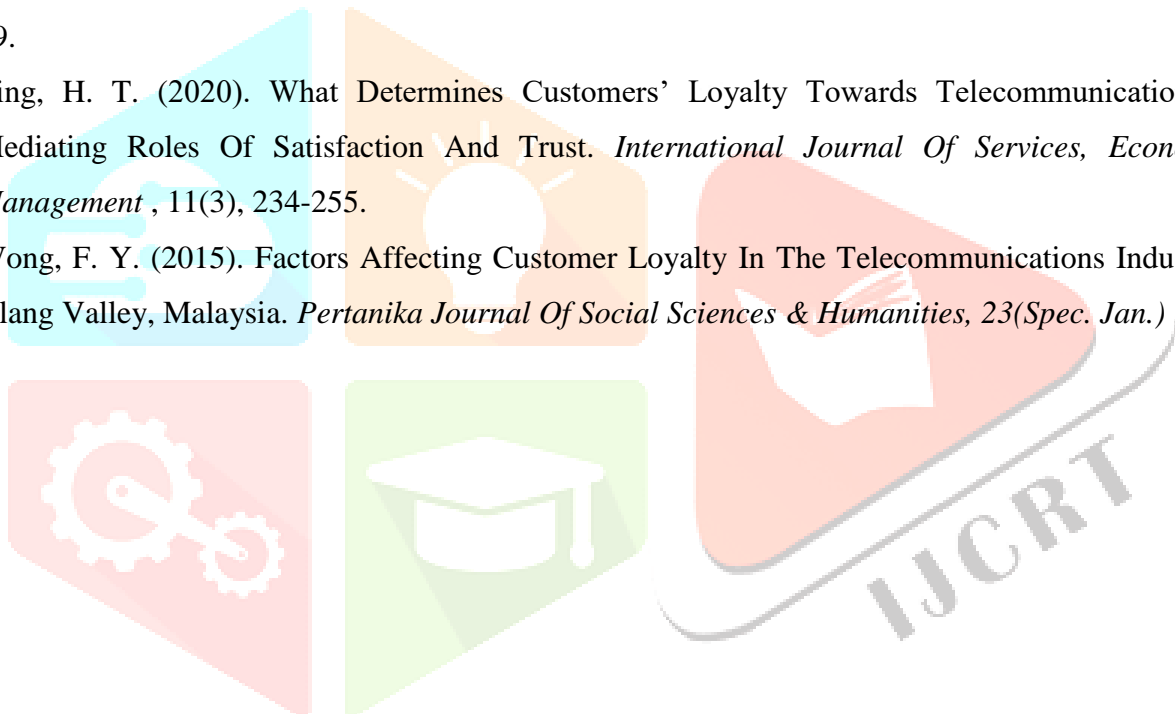 9.
ing, H. T. (2020). What Determines Customers’ Loyalty Towards Telecommunicatio
Mediating Roles Of Satisfaction And Trust. International Journal Of Services, Econ
Management , 11(3), 234-255.
Wong, F. Y. (2015). Factors Affecting Customer Loyalty In The Telecommunications Indu
lang Valley, Malaysia. Pertanika Journal Of Social Sciences & Humanities, 23(Spec. Jan.)
IJCRT